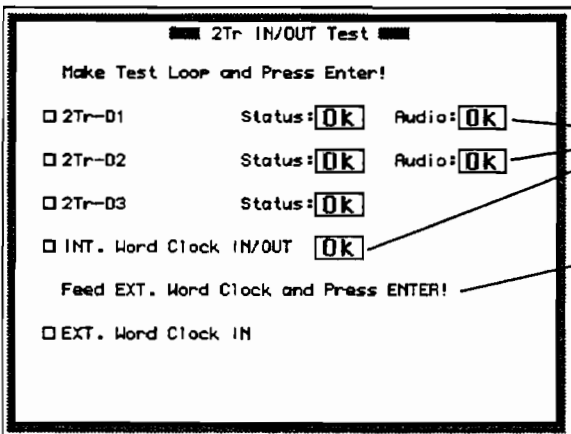 2Tr IN/OUT Test
Make Test Loop and Press Enter!
2Tr-D1 Status: Ok Audio: Ok
2Tr-D2 Status: Ok Audio: Ok
2Tr-D3 Status: Ok
INT. Word Clock IN/OUT Ok
Feed EXT. Word Clock and Press ENTER!
EXT. Word Clock IN